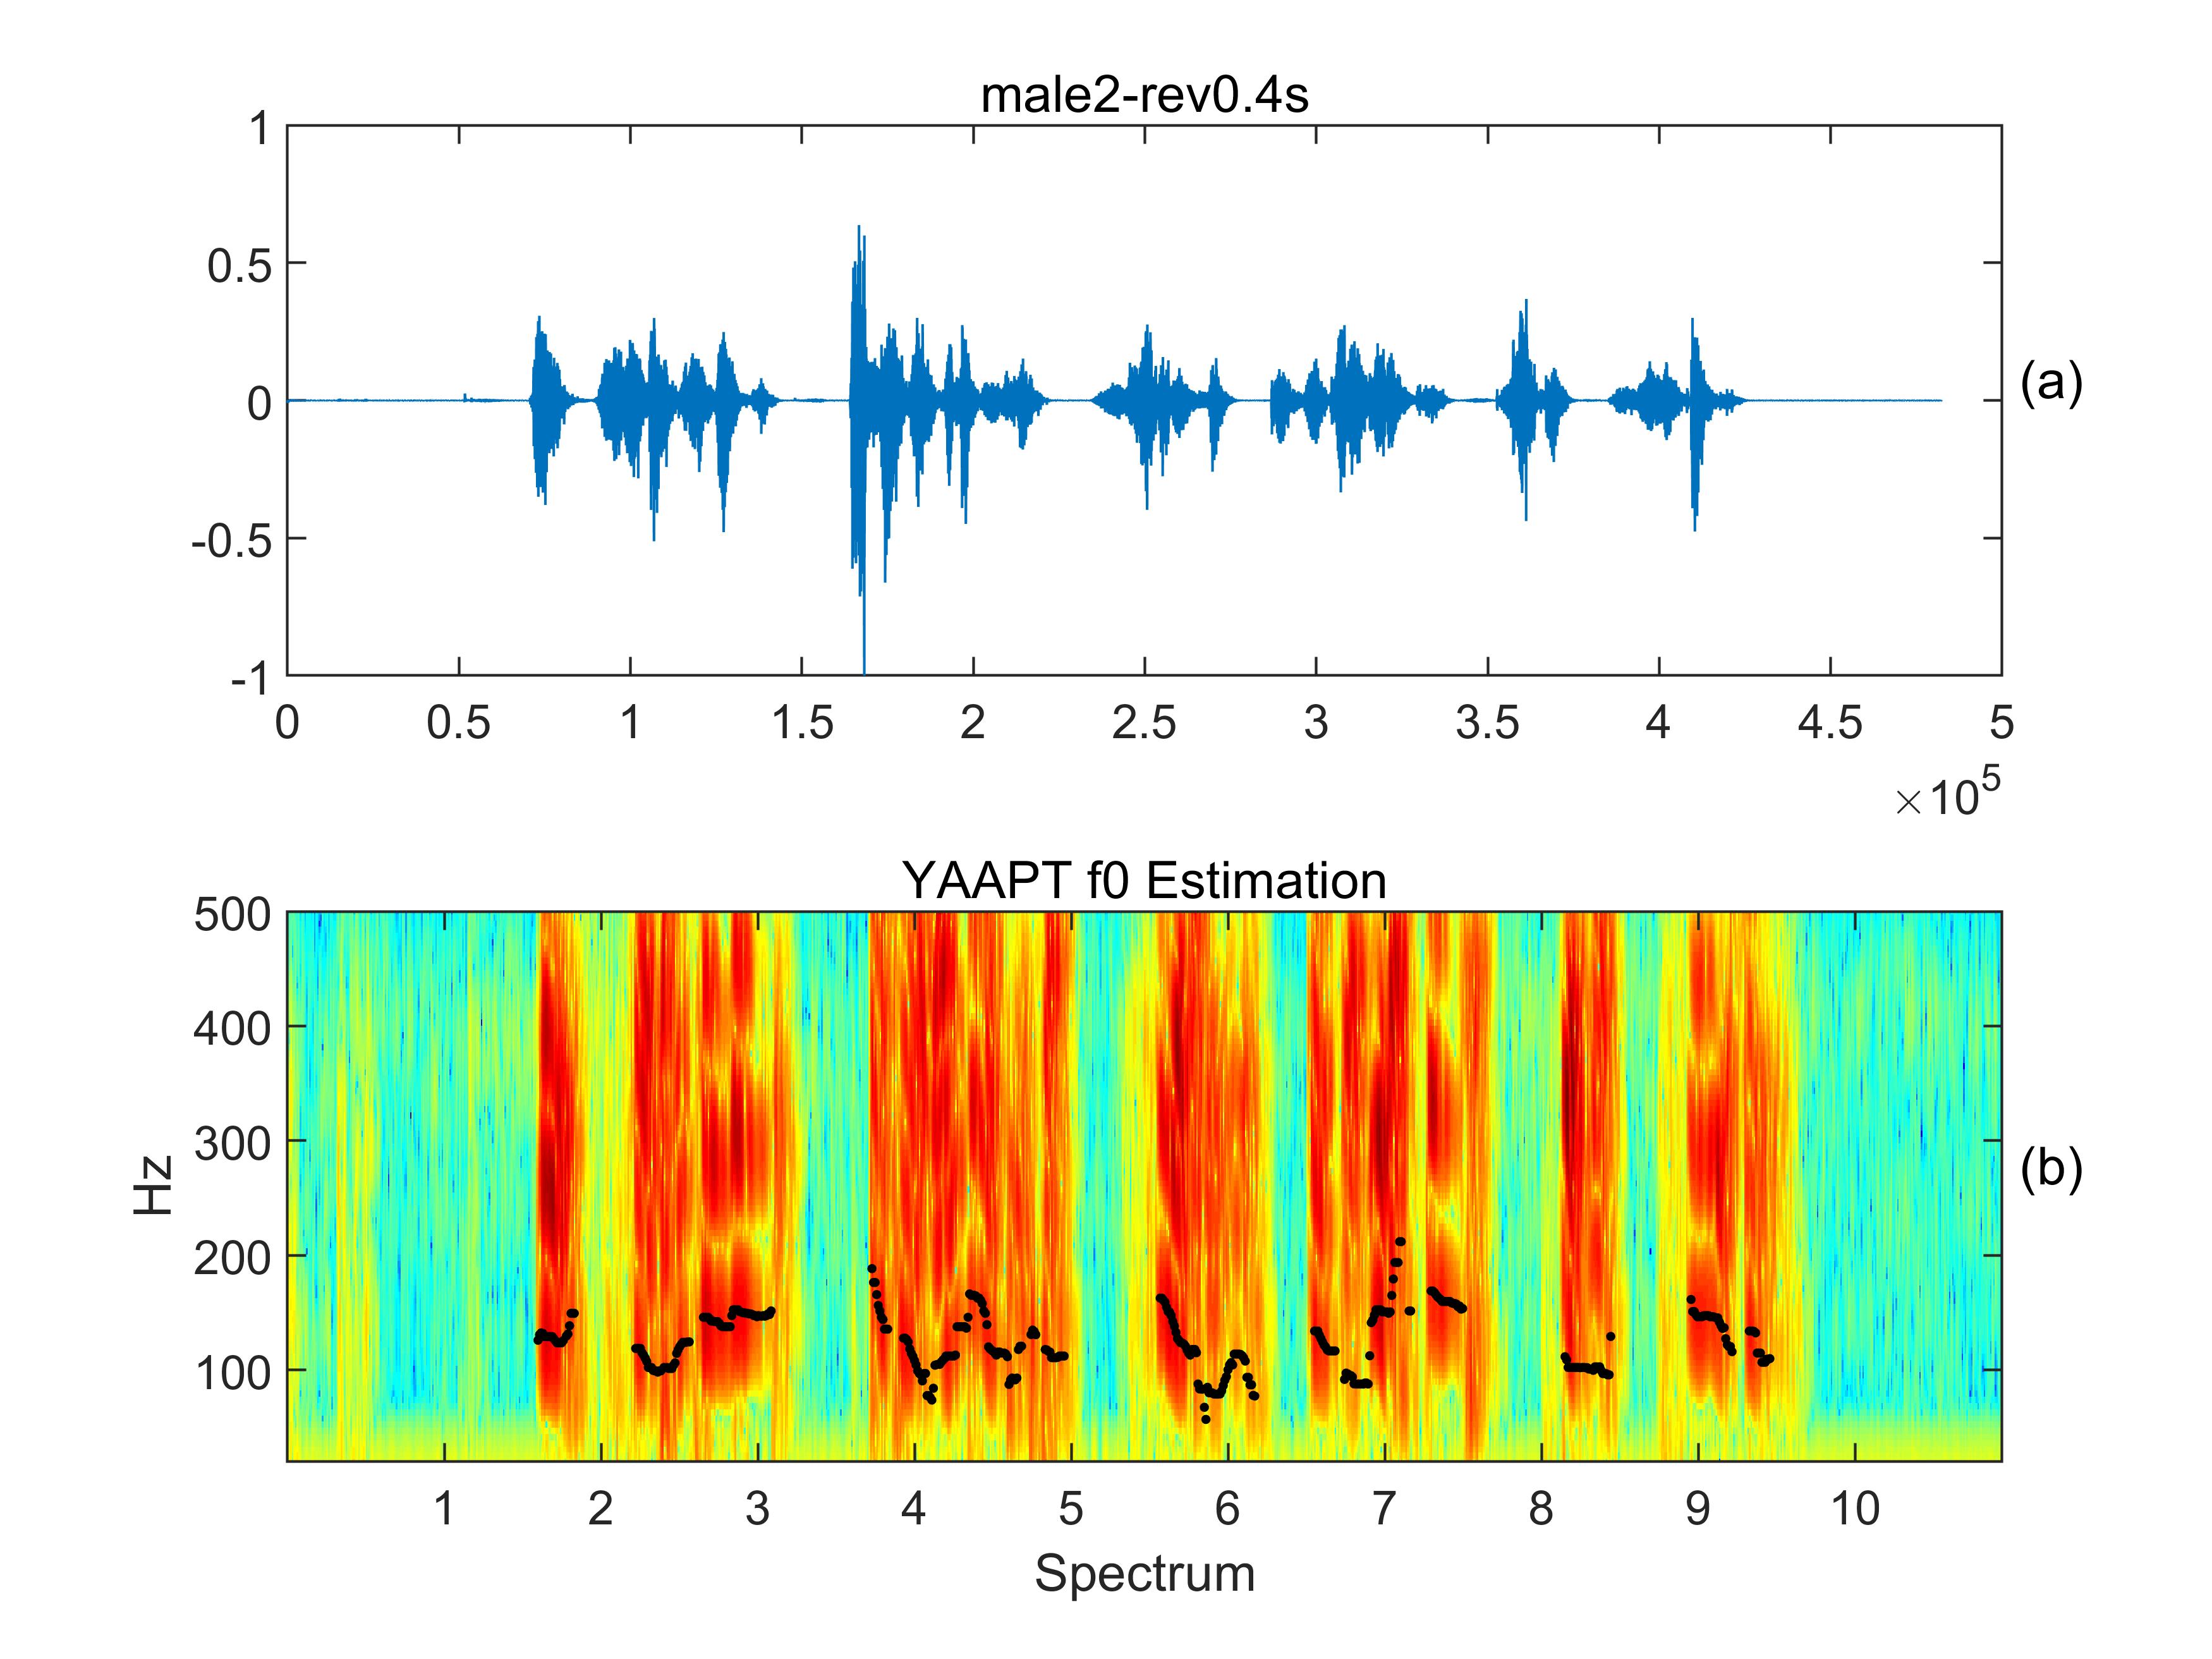 male2-rev0.4s
1
0.5
0
-0.5
-1
(a)
0 0.5 1 1.5 2 2.5 3 3.5 4 4.5 5
×10^5
YAAPT f0 Estimation
500
400
300
200
100
Hz
(b)
1 2 3 4 5 6 7 8 9 10
Spectrum